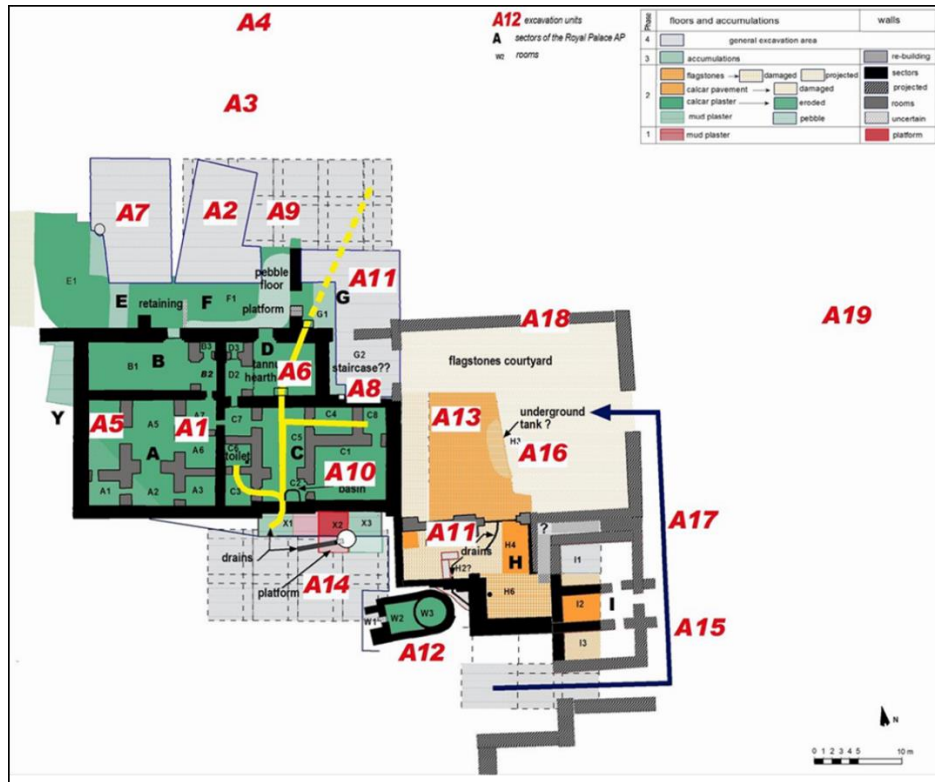 A4
A12 excavation units
A sectors of the Royal Palace AP
W2 rooms
Phase floors and accumulations walls
4 general excavation area
3 accumulations re-building
2 flagstones damaged projected sectors
calcar pavement damaged projected
calcar plaster eroded rooms
mud plaster pebble uncertain
1 mud plaster platform
A3
A7 A2 A9
pebble
floor
A11
E1 E retaining F F1 platform G
G1
A18 A19
B B3 D3 D
B1 B2 D2 tannur
hearth A6
G2
staircase??
A8
flagstones courtyard
Y A5 A5 A1 A7 C7 C4 C8
A13 underground
tank ?
H3
A16
A A6 C6 toilet C5 C C1
A10
A1 A2 A3 C3 C2 basin
X1 X2 X3
A11 ? A17
drains
drains H4
H
H2? I1
platform A14
H6 I2 I
W1 W2 W3
A12
I3 A15
N
0 1 2 3 4 5 10 m